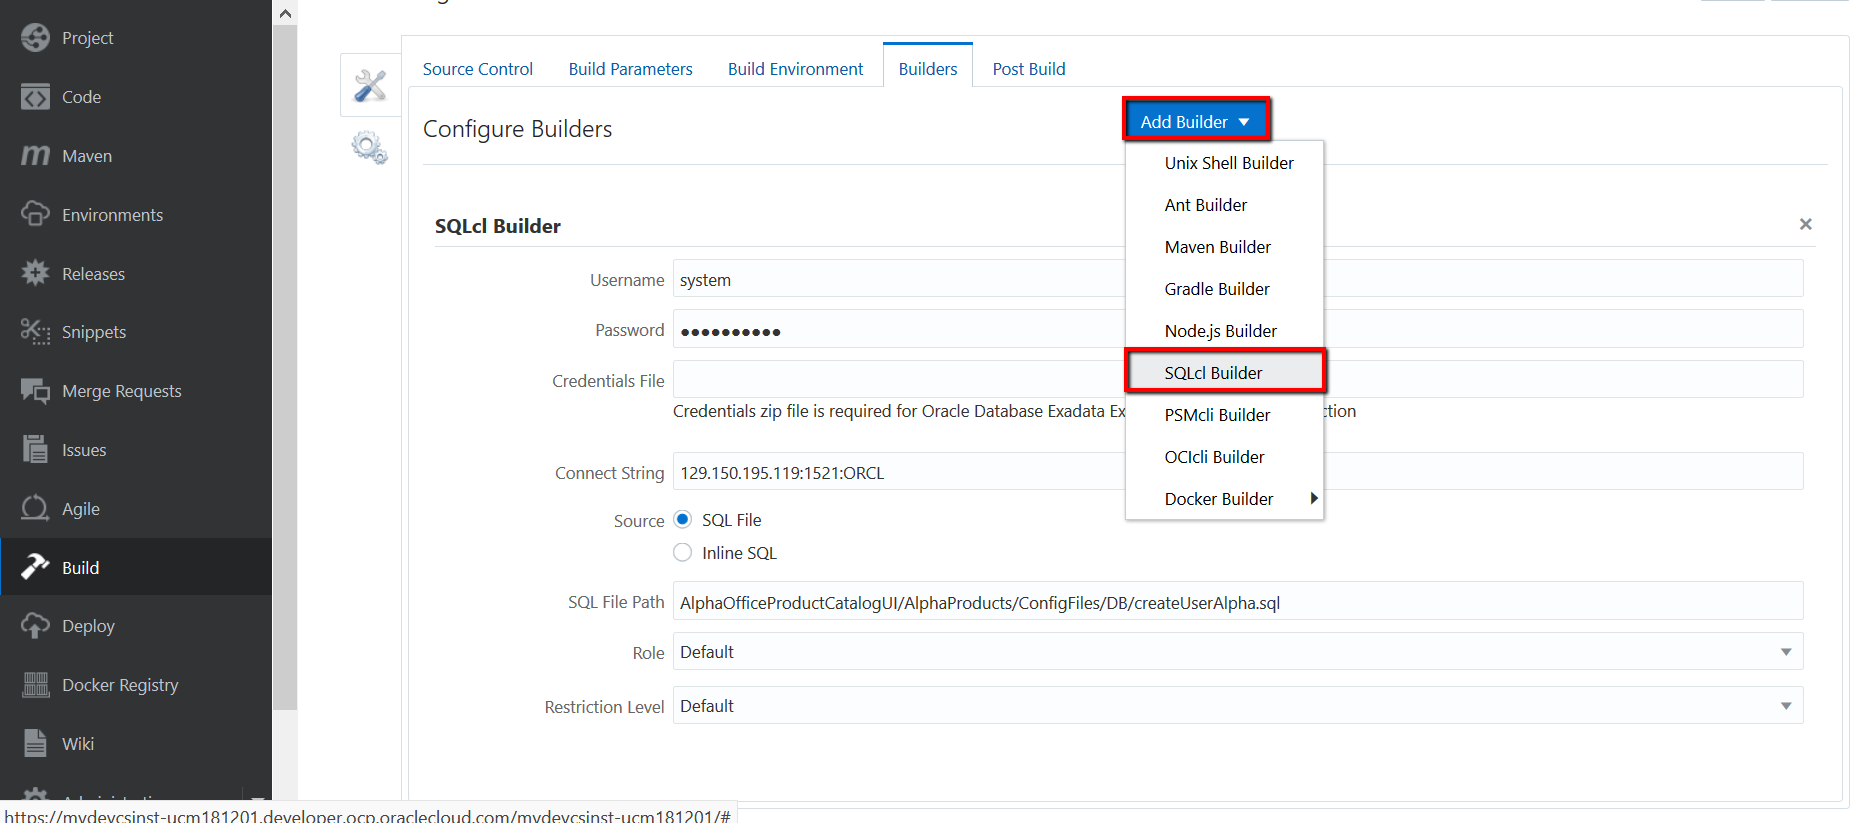 Project
Code
Maven
Environments
Releases
Snippets
Merge Requests
Issues
Agile
Build
Deploy
Docker Registry
Wiki
Source Control
Build Parameters
Build Environment
Builders
Post Build
Configure Builders
Add Builder
Unix Shell Builder
Ant Builder
Maven Builder
Gradle Builder
Node.js Builder
SQLcl Builder
PSMcli Builder
OCIcli Builder
Docker Builder
SQLcl Builder
Username system
Password ●●●●●●●●●●
Credentials File
Credentials zip file is required for Oracle Database Exadata Ex
Connect String 129.150.195.119:1521:ORCL
Source SQL File
Inline SQL
SQL File Path AlphaOfficeProductCatalogUI/AlphaProducts/ConfigFiles/DB/createUserAlpha.sql
Role Default
Restriction Level Default
https://mydevcsinst-ucm181201.developer.ocp.oraclecloud.com/mydevcsinst-ucm181201/#